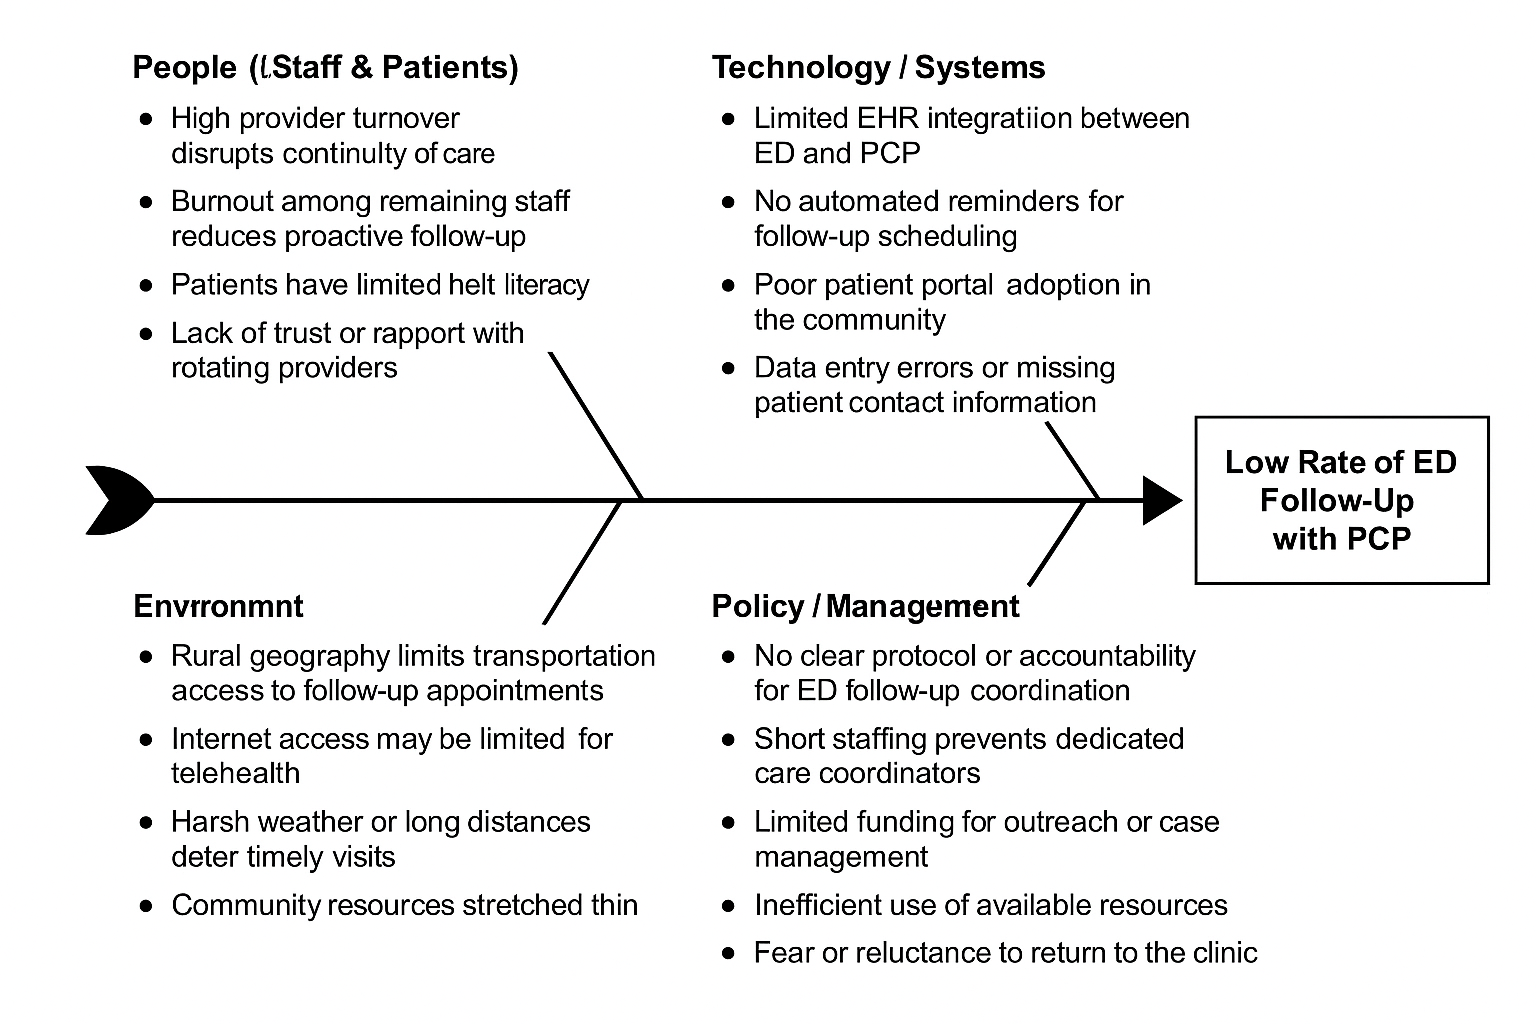 People (Staff & Patients)
• High provider turnover
disrupts continulty of care
• Burnout among remaining staff
reduces proactive follow-up
• Patients have limited helt literacy
• Lack of trust or rapport with
rotating providers
Technology / Systems
• Limited EHR integratiion between
ED and PCP
• No automated reminders for
follow-up scheduling
• Poor patient portal adoption in
the community
• Data entry errors or missing
patient contact information
Low Rate of ED
Follow-Up
with PCP
Envrronmnt
• Rural geography limits transportation
access to follow-up appointments
• Internet access may be limited for
telehealth
• Harsh weather or long distances
deter timely visits
• Community resources stretched thin
Policy / Management
• No clear protocol or accountability
for ED follow-up coordination
• Short staffing prevents dedicated
care coordinators
• Limited funding for outreach or case
management
• Inefficient use of available resources
• Fear or reluctance to return to the clinic